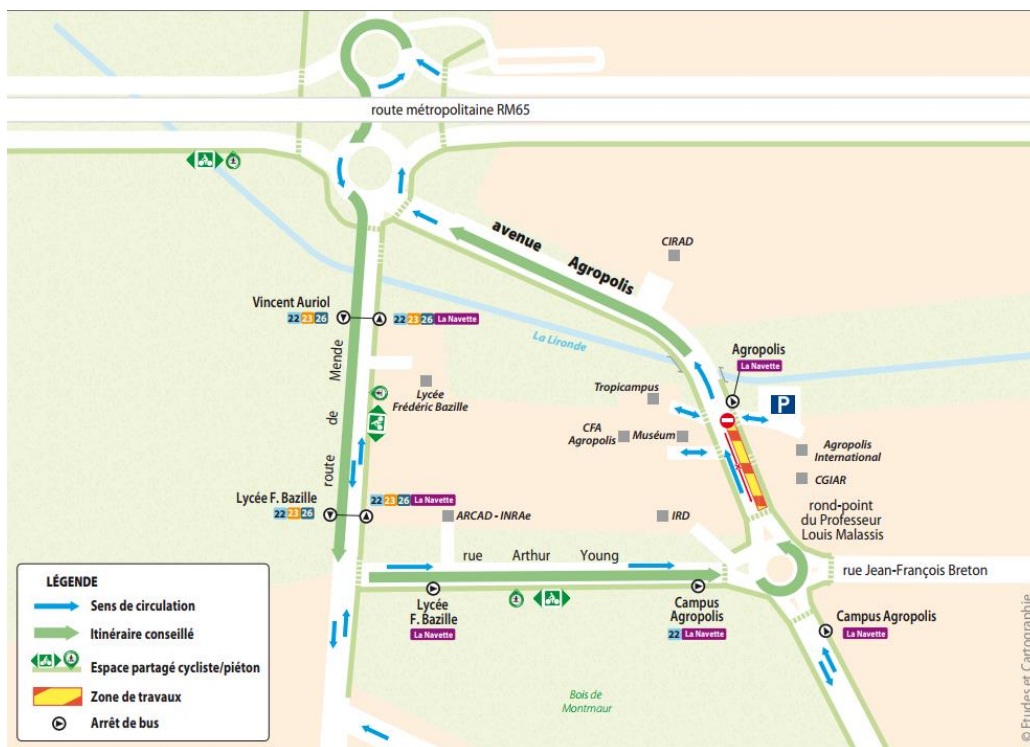 route métropolitaine RM65
avenue Agropolis
CIRAD
Vincent Auriol
22 23 26
22 23 26 La Navette
La Lironde
Agropolis
La Navette
route de Mende
Lycée
Frédéric Bazille
Tropicampus
P
CFA
Agropolis
Muséum
Agropolis
International
CGIAR
Lycée F. Bazille
22 23 26
22 23 26 La Navette
ARCAD - INRAe
IRD
rond-point
du Professeur
Louis Malassis
rue Arthur Young
rue Jean-François Breton
Lycée
F. Bazille
La Navette
Campus
Agropolis
22 La Navette
Campus Agropolis
La Navette
Bois de
Montmaur
LÉGENDE
Sens de circulation
Itinéraire conseillé
Espace partagé cycliste/piéton
Zone de travaux
Arrêt de bus
© Etudes et Cartographie